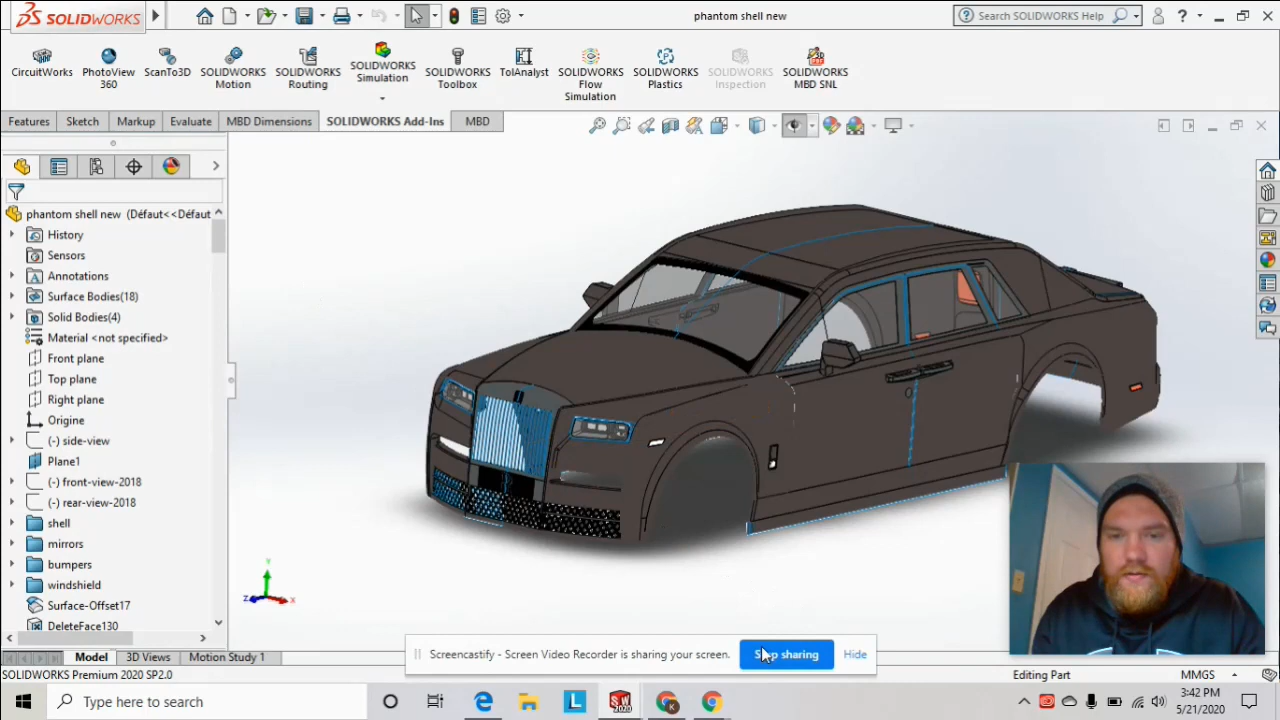 SOLIDWORKS
phantom shell new
Search SOLIDWORKS Help
?
CircuitWorks
PhotoView
360
ScanTo3D
SOLIDWORKS
Motion
SOLIDWORKS
Routing
SOLIDWORKS
Simulation
SOLIDWORKS
Toolbox
TolAnalyst
SOLIDWORKS
Flow
Simulation
SOLIDWORKS
Plastics
SOLIDWORKS
Inspection
SOLIDWORKS
MBD SNL
Features
Sketch
Markup
Evaluate
MBD Dimensions
SOLIDWORKS Add-Ins
MBD
phantom shell new (Défaut<<Défaut
History
Sensors
Annotations
Surface Bodies(18)
Solid Bodies(4)
Material <not specified>
Front plane
Top plane
Right plane
Origine
(-) side-view
Plane1
(-) front-view-2018
(-) rear-view-2018
shell
mirrors
bumpers
windshield
Surface-Offset17
DeleteFace130
Y
Z
X
Model
3D Views
Motion Study 1
Screencastify - Screen Video Recorder is sharing your screen.
Stop sharing
Hide
SOLIDWORKS Premium 2020 SP2.0
Editing Part
MMGS
Type here to search
L
SW
2020
K
3:42 PM
5/21/2020